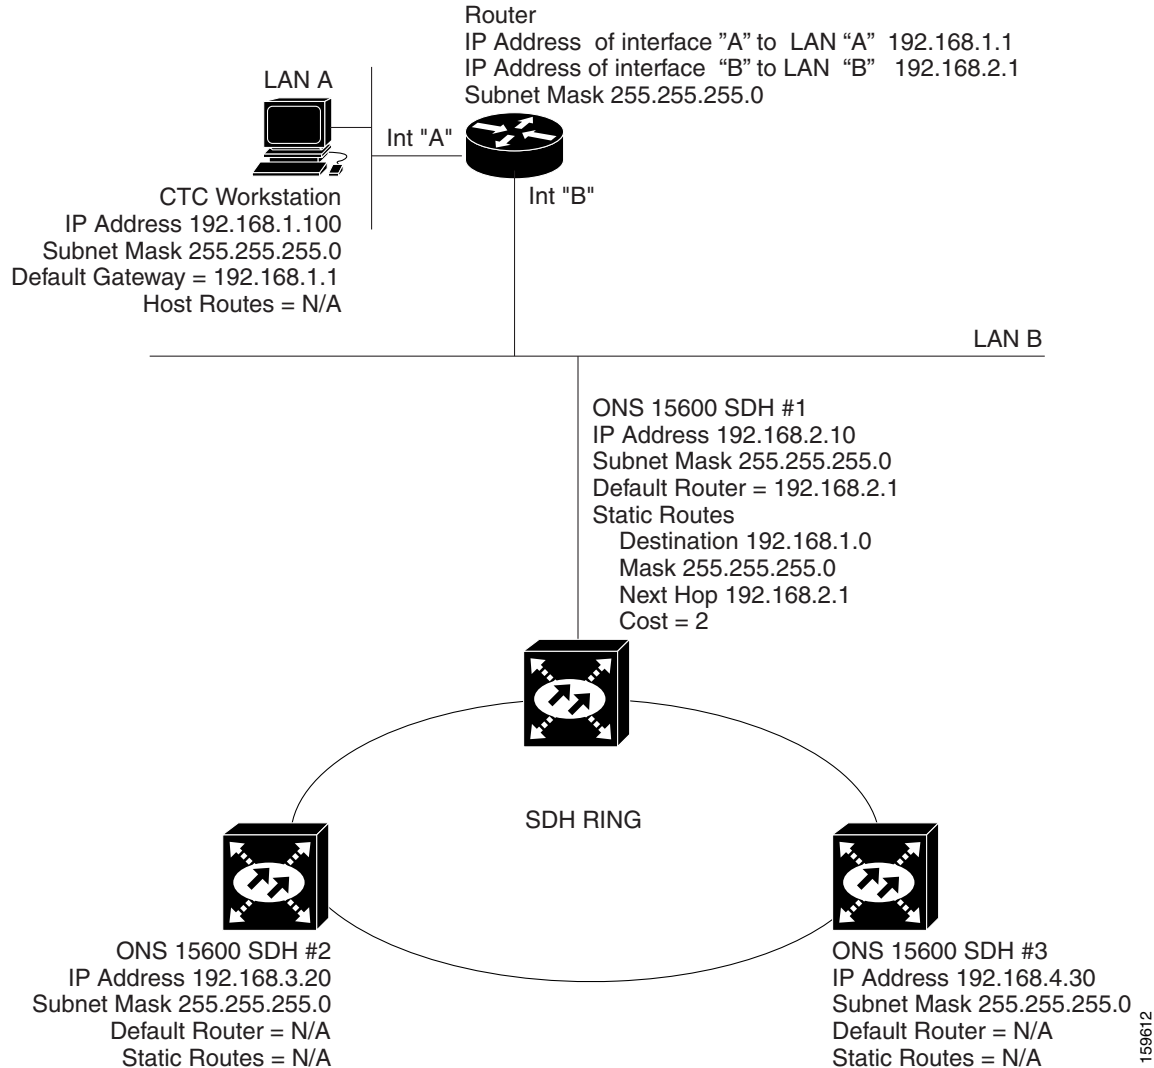 Router
IP Address of interface ”A” to LAN “A” 192.168.1.1
IP Address of interface “B” to LAN “B” 192.168.2.1
Subnet Mask 255.255.255.0
LAN A
Int "A"
Int "B"
CTC Workstation
IP Address 192.168.1.100
Subnet Mask 255.255.255.0
Default Gateway = 192.168.1.1
Host Routes = N/A
LAN B
ONS 15600 SDH #1
IP Address 192.168.2.10
Subnet Mask 255.255.255.0
Default Router = 192.168.2.1
Static Routes
Destination 192.168.1.0
Mask 255.255.255.0
Next Hop 192.168.2.1
Cost = 2
SDH RING
ONS 15600 SDH #2
IP Address 192.168.3.20
Subnet Mask 255.255.255.0
Default Router = N/A
Static Routes = N/A
ONS 15600 SDH #3
IP Address 192.168.4.30
Subnet Mask 255.255.255.0
Default Router = N/A
Static Routes = N/A
159612